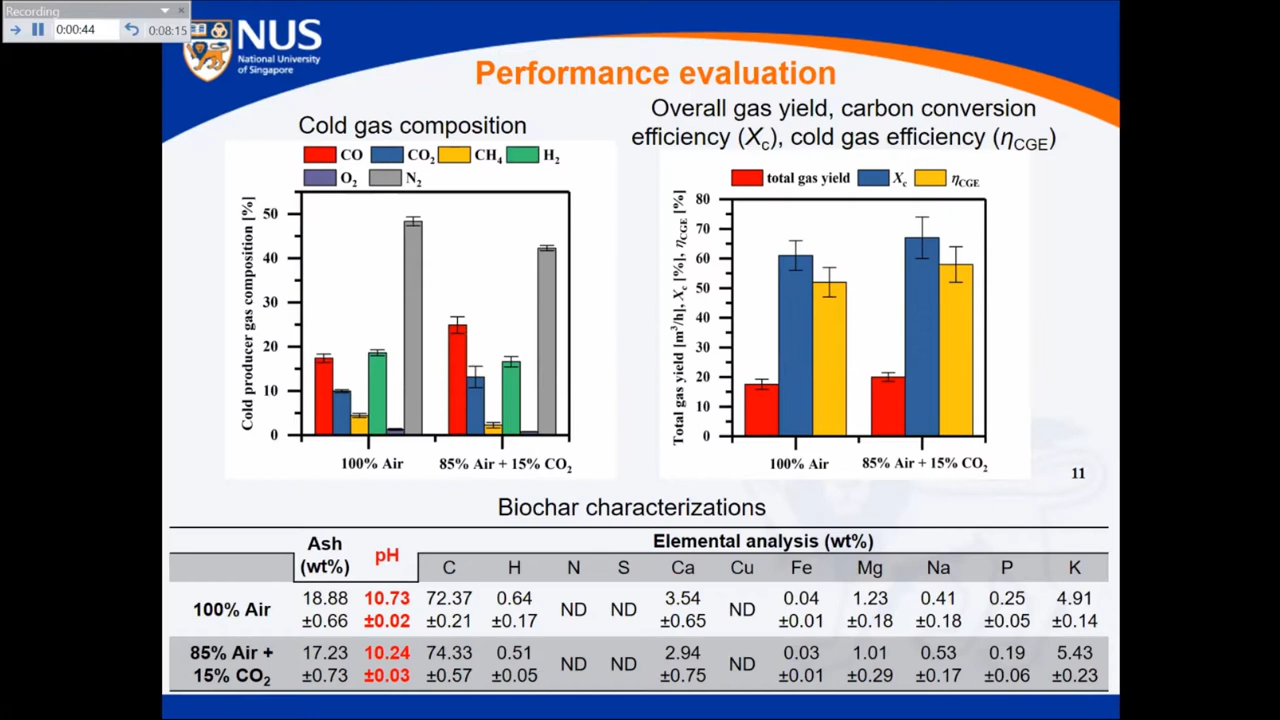 Recording
0:00:44
0:08:15
NUS
National University
of Singapore
Performance evaluation
Cold gas composition
Overall gas yield, carbon conversion
efficiency (Xc), cold gas efficiency (ηCGE)
CO CO2 CH4 H2
O2 N2
Cold producer gas composition [%]
50
40
30
20
10
0
100% Air 85% Air + 15% CO2
total gas yield Xc ηCGE
Total gas yield [m3/h], Xc [%], ηCGE [%]
80
70
60
50
40
30
20
10
0
100% Air 85% Air + 15% CO2
11
Biochar characterizations
Ash
(wt%) pH Elemental analysis (wt%)
C H N S Ca Cu Fe Mg Na P K
100% Air 18.88 10.73 72.37 0.64 ND ND 3.54 ND 0.04 1.23 0.41 0.25 4.91
±0.66 ±0.02 ±0.21 ±0.17 ±0.65 ±0.01 ±0.18 ±0.18 ±0.05 ±0.14
85% Air + 17.23 10.24 74.33 0.51 ND ND 2.94 ND 0.03 1.01 0.53 0.19 5.43
15% CO2 ±0.73 ±0.03 ±0.57 ±0.05 ±0.75 ±0.01 ±0.29 ±0.17 ±0.06 ±0.23